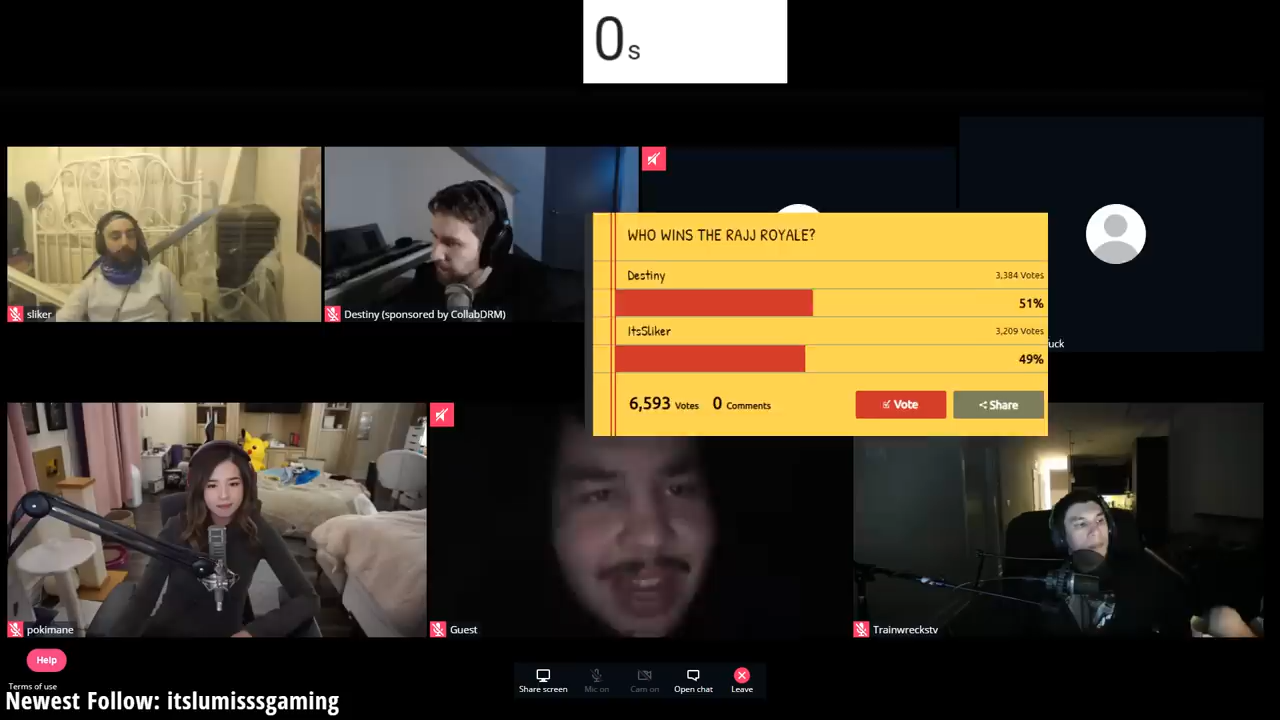 0s
sliker
Destiny (sponsored by CollabDRM)
WHO WINS THE RAJJ ROYALE?
Destiny
3,384 Votes
51%
ItsSliker
3,209 Votes
49%
6,593 Votes 0 Comments
Vote
Share
uck
pokimane
Guest
Trainwreckstv
Help
Terms of use
Share screen
Mic on
Cam on
Open chat
Leave
Newest Follow: itslumisssgaming